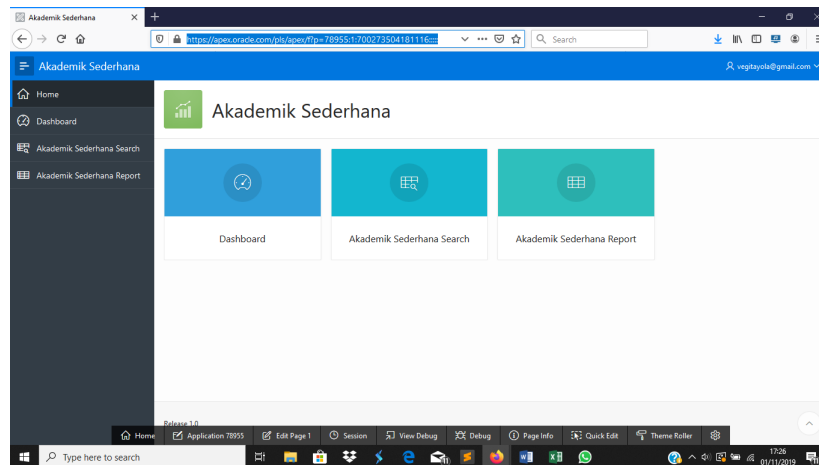 Akademik Sederhana
https://apex.oracle.com/pls/apex/f?p=78955:1:700273504181116:::::
Search
Akademik Sederhana
vegitayola@gmail.com
Home
Dashboard
Akademik Sederhana Search
Akademik Sederhana Report
Akademik Sederhana
Dashboard
Akademik Sederhana Search
Akademik Sederhana Report
Release 1.0
Home
Application 78955
Edit Page 1
Session
View Debug
Debug
Page Info
Quick Edit
Theme Roller
Type here to search
17:26
01/11/2019